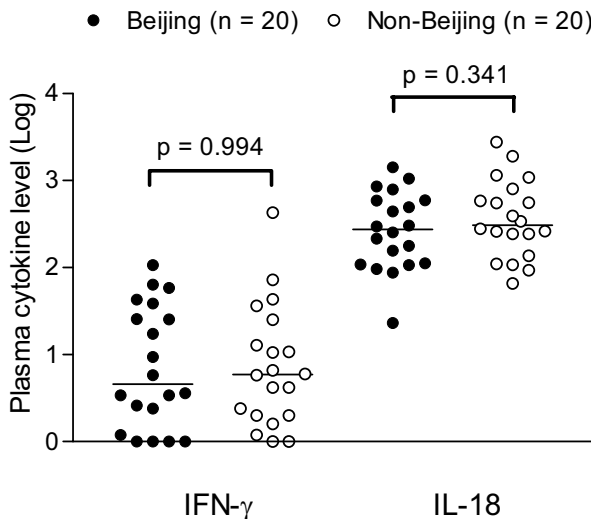 ● Beijing (n = 20) ○ Non-Beijing (n = 20)
Plasma cytokine level (Log)
4
3
2
1
0
p = 0.994
p = 0.341
IFN-γ IL-18